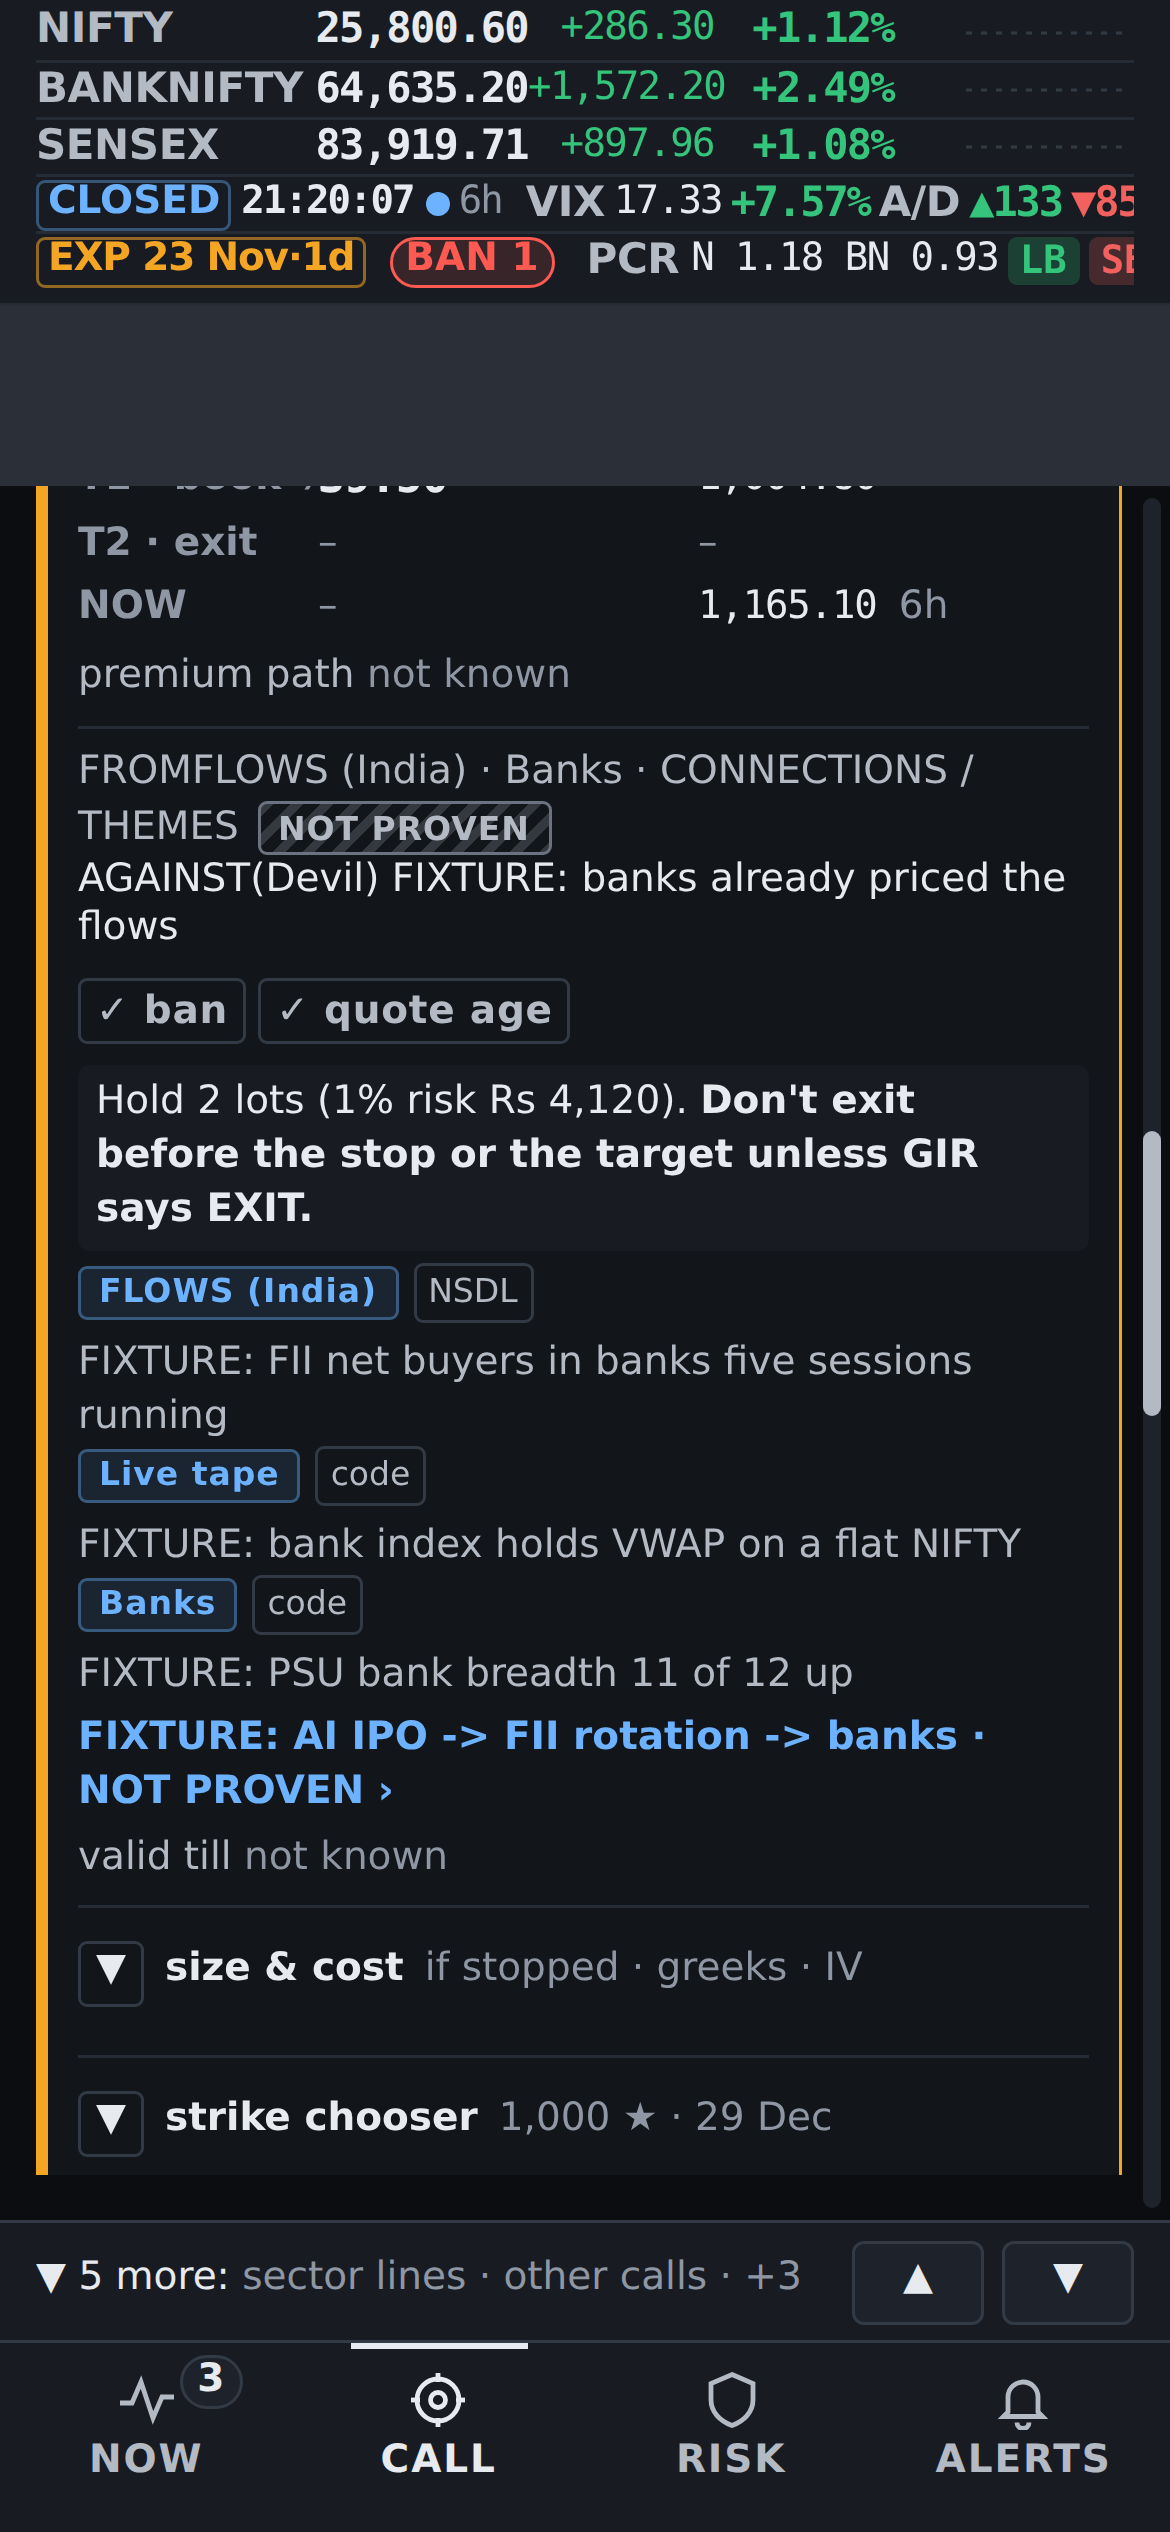 NIFTY 25,800.60 +286.30 +1.12%
BANKNIFTY 64,635.20 +1,572.20 +2.49%
SENSEX 83,919.71 +897.96 +1.08%
CLOSED 21:20:07 ● 6h VIX 17.33 +7.57% A/D ▲133 ▼85
EXP 23 Nov·1d BAN 1 PCR N 1.18 BN 0.93 LB
T2 · exit – –
NOW – 1,165.10 6h
premium path not known
FROMFLOWS (India) · Banks · CONNECTIONS /
THEMES NOT PROVEN
AGAINST(Devil) FIXTURE: banks already priced the
flows
✓ ban ✓ quote age
Hold 2 lots (1% risk Rs 4,120). Don't exit
before the stop or the target unless GIR
says EXIT.
FLOWS (India) NSDL
FIXTURE: FII net buyers in banks five sessions
running
Live tape code
FIXTURE: bank index holds VWAP on a flat NIFTY
Banks code
FIXTURE: PSU bank breadth 11 of 12 up
FIXTURE: AI IPO -> FII rotation -> banks ·
NOT PROVEN ›
valid till not known
▼ size & cost if stopped · greeks · IV
▼ strike chooser 1,000 ★ · 29 Dec
▼ 5 more: sector lines · other calls · +3 ▲ ▼
3
NOW CALL RISK ALERTS